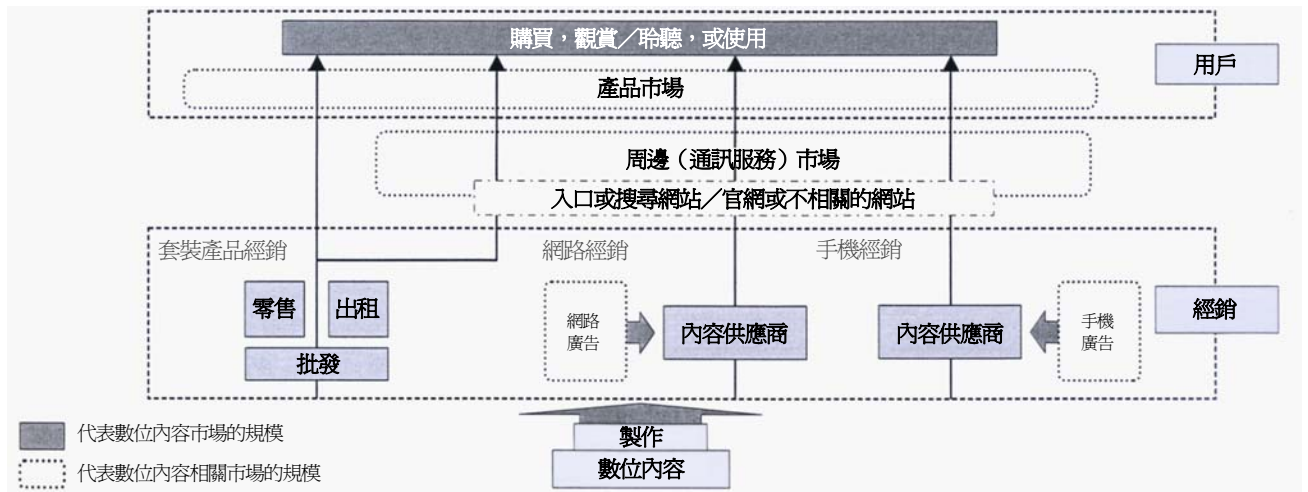 購買，觀賞／聆聽，或使用
用戶
產品市場
周邊（通訊服務）市場
入口或搜尋網站／官網或不相關的網站
套裝產品經銷
網路經銷
手機經銷
零售
出租
批發
網路
廣告
內容供應商
內容供應商
手機
廣告
經銷
製作
數位內容
代表數位內容市場的規模
代表數位內容相關市場的規模